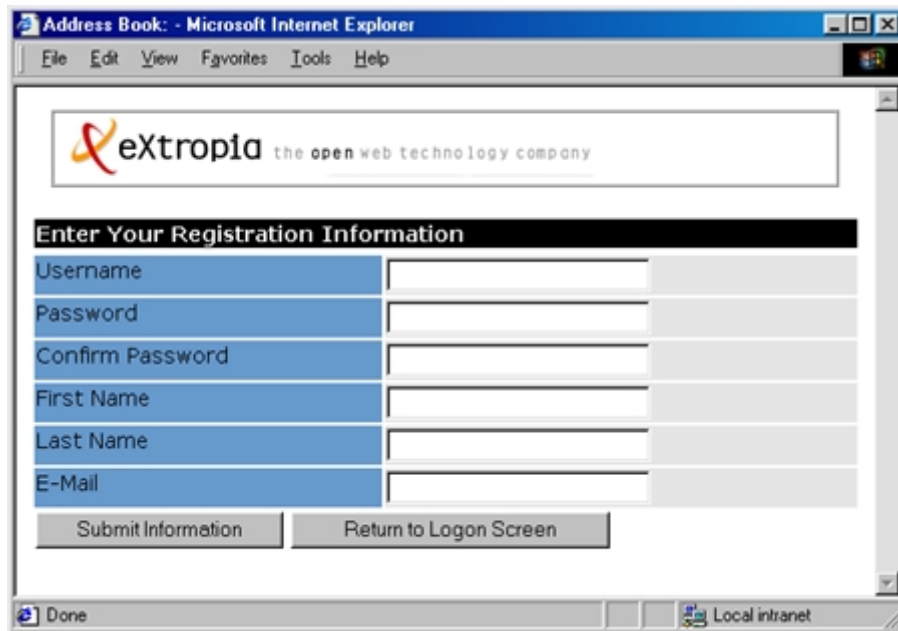 Address Book: - Microsoft Internet Explorer
File Edit View Favorites Tools Help
eXtropia the open web technology company
Enter Your Registration Information
Username
Password
Confirm Password
First Name
Last Name
E-Mail
Submit Information Return to Logon Screen
Done Local intranet